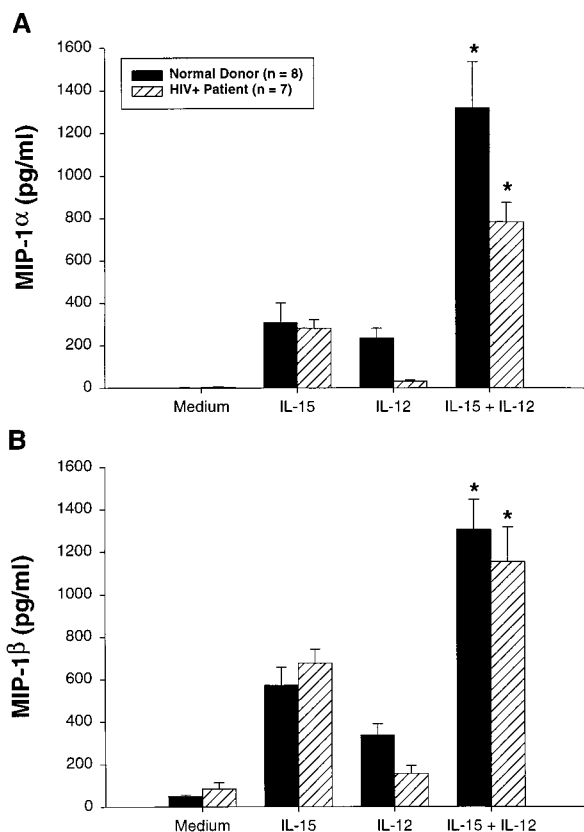 A
MIP-1α (pg/ml)
1600
1400
1200
1000
800
600
400
200
0
Normal Donor (n = 8)
HIV+ Patient (n = 7)
*
*
Medium IL-15 IL-12 IL-15 + IL-12
B
MIP-1β (pg/ml)
1600
1400
1200
1000
800
600
400
200
0
*
*
Medium IL-15 IL-12 IL-15 + IL-12